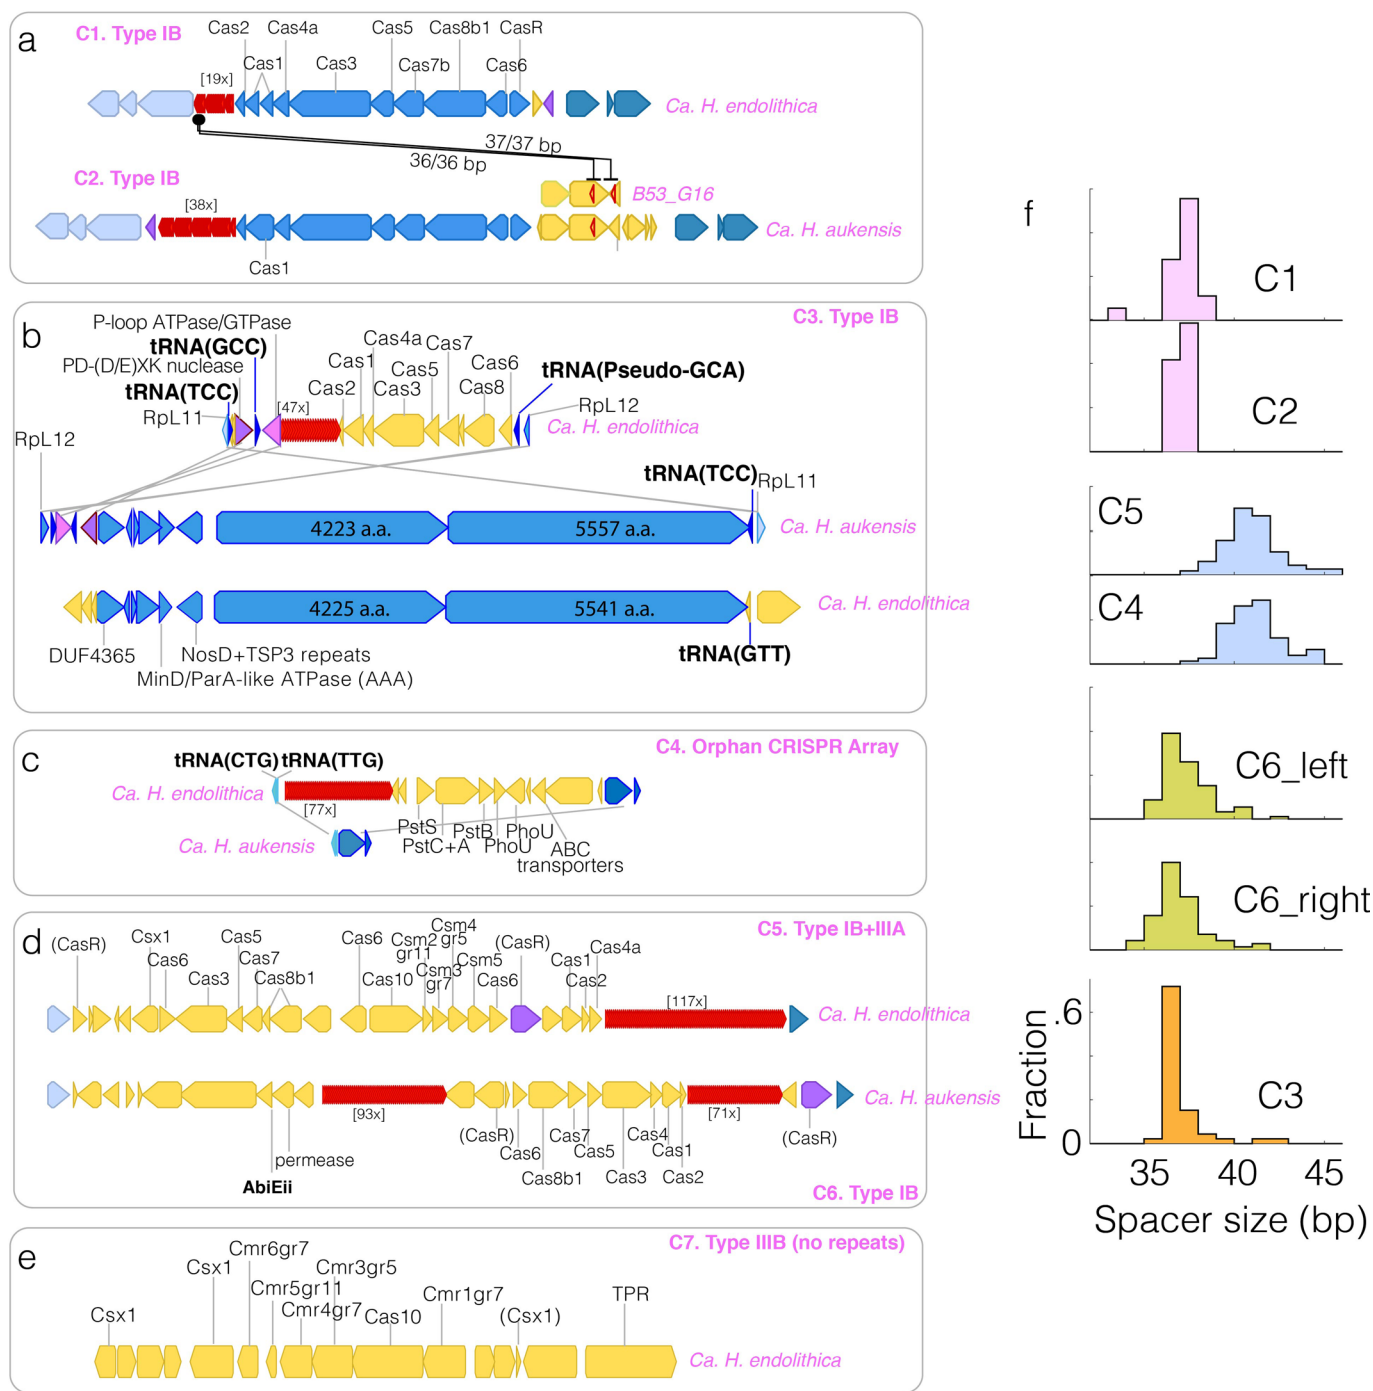 a
C1. Type IB
Cas2
Cas4a
Cas5
Cas8b1
CasR
Cas1
Cas3
Cas7b
Cas6
[19x]
Ca. H. endolithica
37/37 bp
36/36 bp
C2. Type IB
B53_G16
[38x]
Ca. H. aukensis
Cas1
b
C3. Type IB
P-loop ATPase/GTPase
tRNA(GCC)
PD-(D/E)XK nuclease
tRNA(TCC)
RpL11
RpL12
[47x]
Cas4a
Cas7
Cas1
Cas5
Cas6
Cas2
Cas3
Cas8
tRNA(Pseudo-GCA)
RpL12
Ca. H. endolithica
tRNA(TCC)
RpL11
4223 a.a.
5557 a.a.
Ca. H. aukensis
4225 a.a.
5541 a.a.
Ca. H. endolithica
DUF4365
NosD+TSP3 repeats
MinD/ParA-like ATPase (AAA)
tRNA(GTT)
c
C4. Orphan CRISPR Array
tRNA(CTG)
tRNA(TTG)
Ca. H. endolithica
[77x]
PstS
PstB
PhoU
PstC+A
PhoU
ABC
transporters
Ca. H. aukensis
d
C5. Type IB+IIIA
(CasR)
Csx1
Cas6
Cas3
Cas5
Cas7
Cas8b1
Cas6
Cas10
Csm2
gr11
Csm3
gr7
Csm4
gr5
Csm5
Cas6
(CasR)
Cas1
Cas2
Cas4a
[117x]
Ca. H. endolithica
[93x]
[71x]
Ca. H. aukensis
AbiEii
permease
(CasR)
Cas6
Cas8b1
Cas7
Cas5
Cas3
Cas4
Cas1
Cas2
(CasR)
C6. Type IB
e
C7. Type IIIB (no repeats)
Csx1
Csx1
Cmr6gr7
Cmr5gr11
Cmr4gr7
Cmr3gr5
Cas10
Cmr1gr7
(Csx1)
TPR
Ca. H. endolithica
f
C1
C2
C5
C4
C6_left
C6_right
C3
Fraction
.6
0
35 40 45
Spacer size (bp)